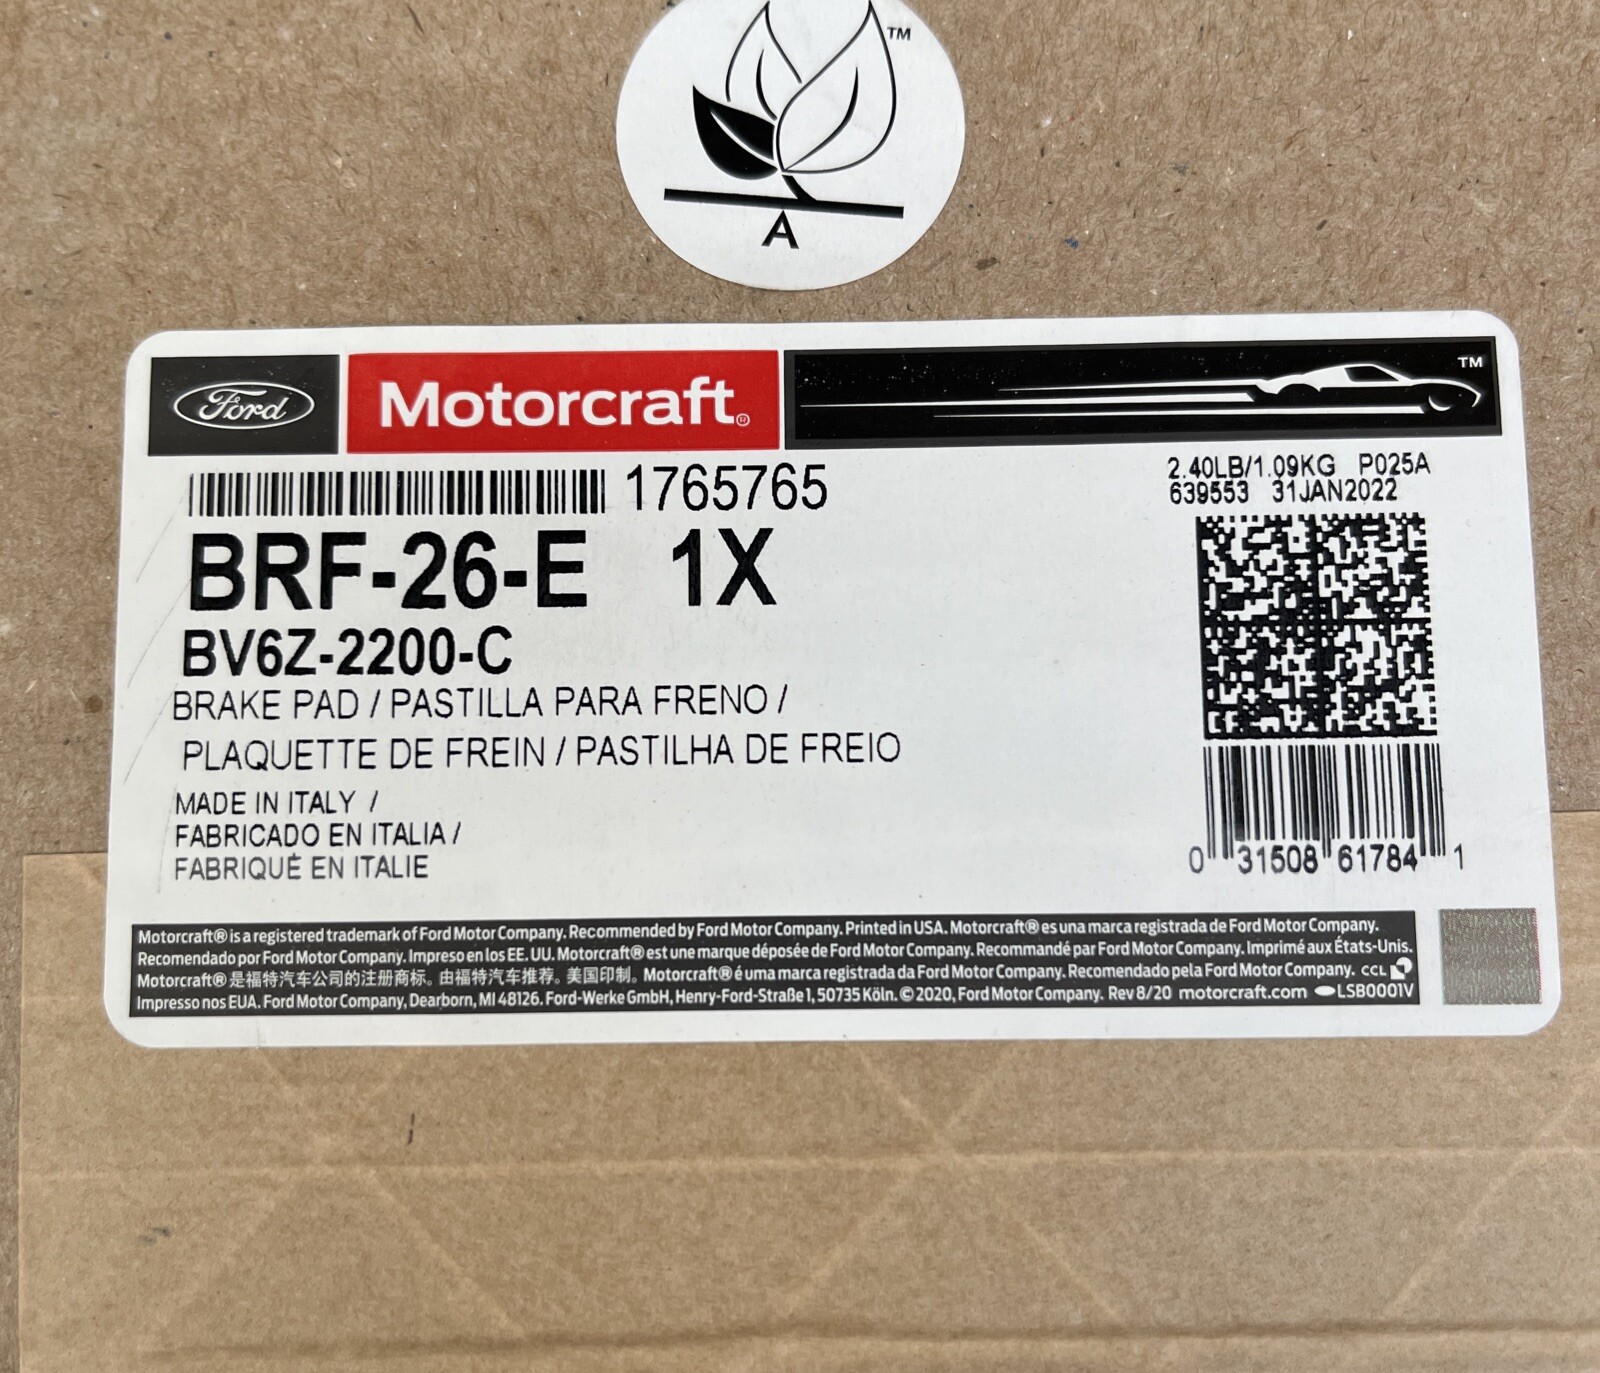 TM
A
Ford Motorcraft®
TM
1765765
2.40LB/1.09KG P025A
639553 31JAN2022
BRF-26-E 1X
BV6Z-2200-C
BRAKE PAD / PASTILLA PARA FRENO /
PLAQUETTE DE FREIN / PASTILHA DE FREIO
MADE IN ITALY /
FABRICADO EN ITALIA /
FABRIQUÉ EN ITALIE
0 31508 61784 1
Motorcraft® is a registered trademark of Ford Motor Company. Recommended by Ford Motor Company. Printed in USA. Motorcraft® es una marca registrada de Ford Motor Company.
Recomendado por Ford Motor Company. Impreso en los EE. UU. Motorcraft® est une marque déposée de Ford Motor Company. Recommandé par Ford Motor Company. Imprimé aux États-Unis.
Motorcraft® 是福特汽车公司的注册商标。由福特汽车推荐。美国印制。Motorcraft® é uma marca registrada da Ford Motor Company. Recomendado pela Ford Motor Company. CCL
Impresso nos EUA. Ford Motor Company, Dearborn, MI 48126. Ford-Werke GmbH, Henry-Ford-Straße 1, 50735 Köln. © 2020, Ford Motor Company. Rev 8/20 motorcraft.com LSB0001V